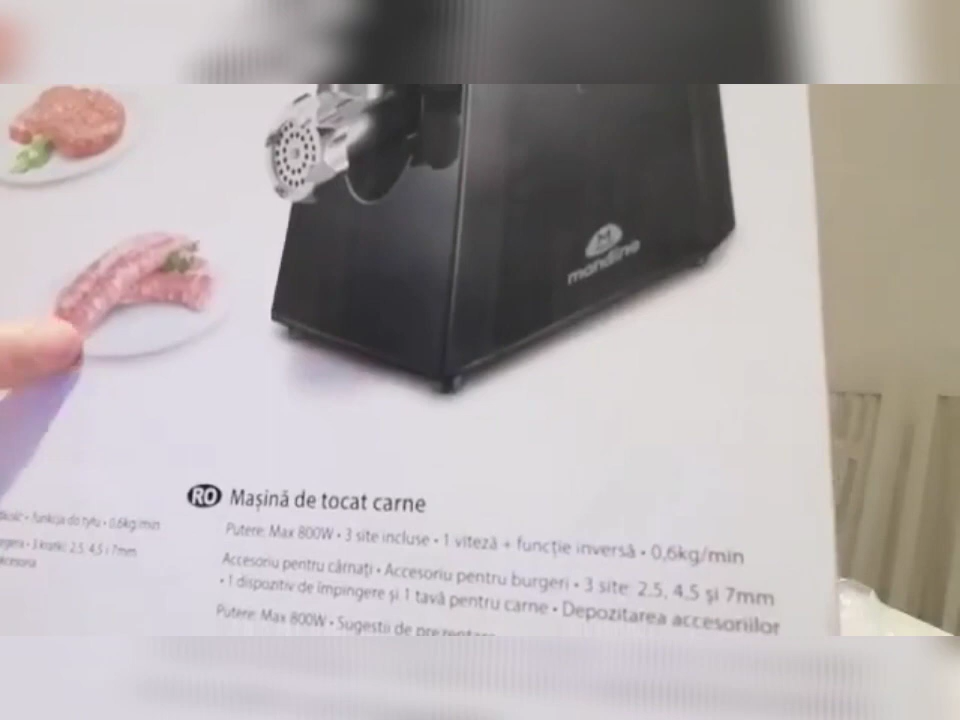 mandine
RO Mașină de tocat carne
Putere: Max 800W • 3 site incluse • 1 viteză + funcție inversă • 0,6kg/min
Accesoriu pentru cârnați • Accesoriu pentru burgeri • 3 site: 2.5, 4.5 și 7mm
• 1 dispozitiv de împingere și 1 tavă pentru carne • Depozitarea accesoriilor
Putere: Max 800W • Sugestii de prezentare
• funkcja do tyłu • 0,6kg/min
2.5, 4.5 i 7mm